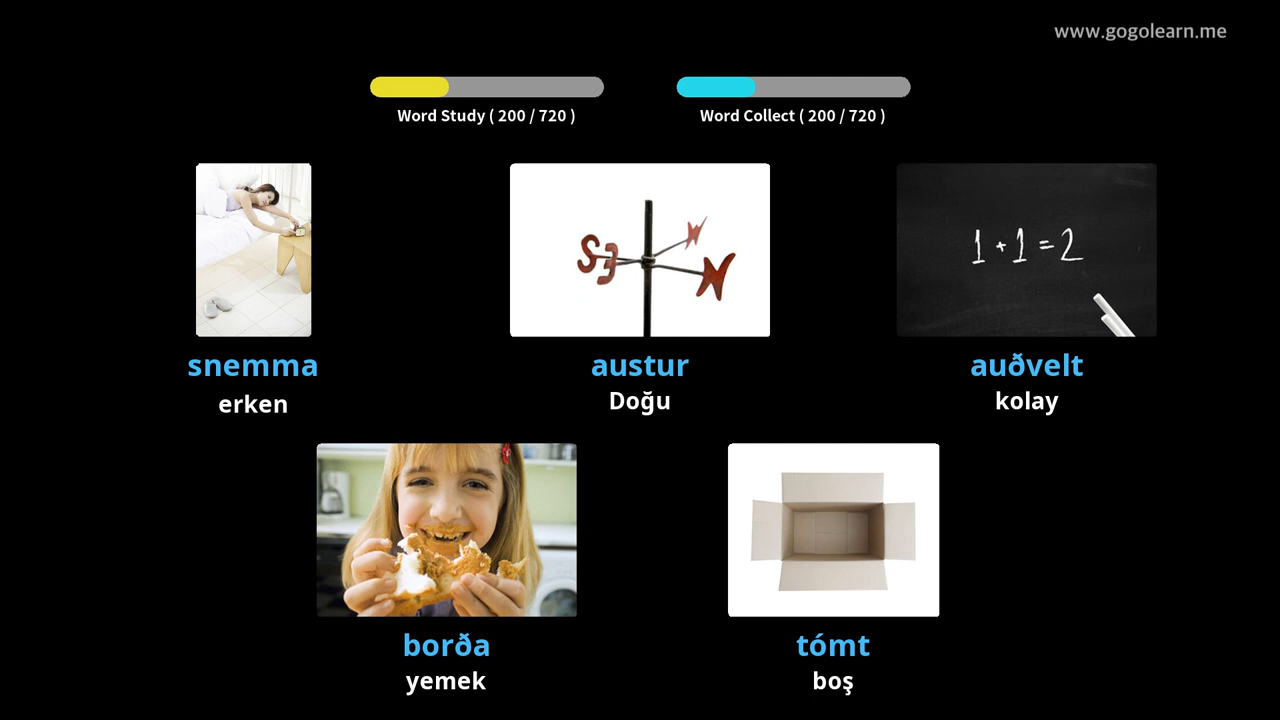 www.gogolearn.me
Word Study ( 200 / 720 )
Word Collect ( 200 / 720 )
S E N N
1 + 1 = 2
snemma
austur
auðvelt
erken
Doğu
kolay
borða
tómt
yemek
boş